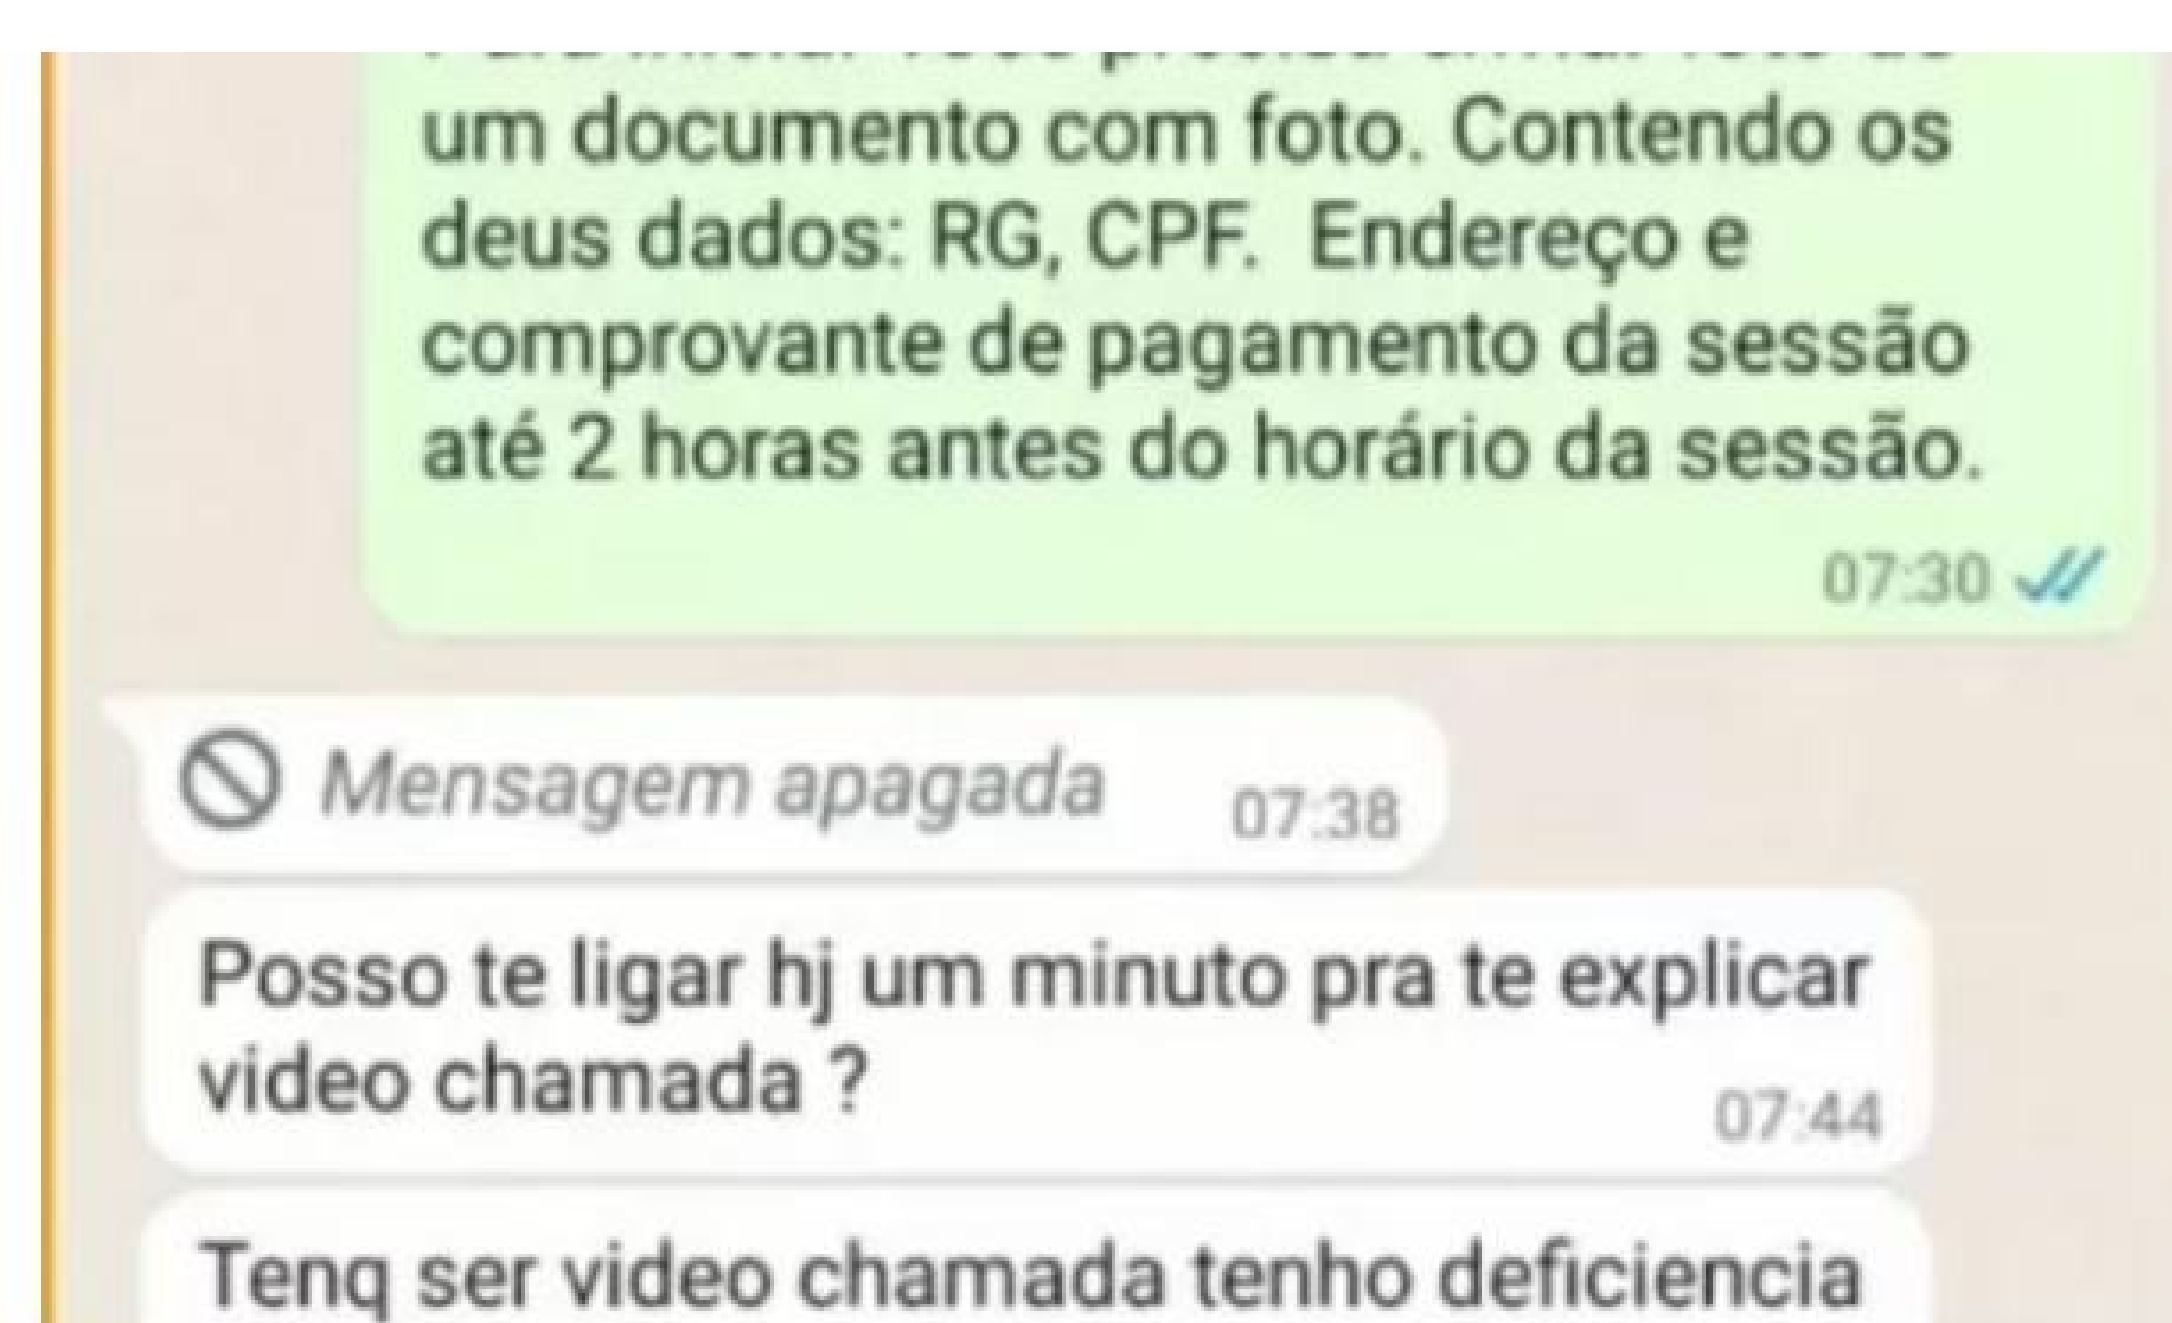 um documento com foto. Contendo os
deus dados: RG, CPF.  Endereço e
comprovante de pagamento da sessão
até 2 horas antes do horário da sessão.
07:30
Mensagem apagada 07:38
Posso te ligar hj um minuto pra te explicar
video chamada ?
07:44
Tenq ser video chamada tenho deficiencia